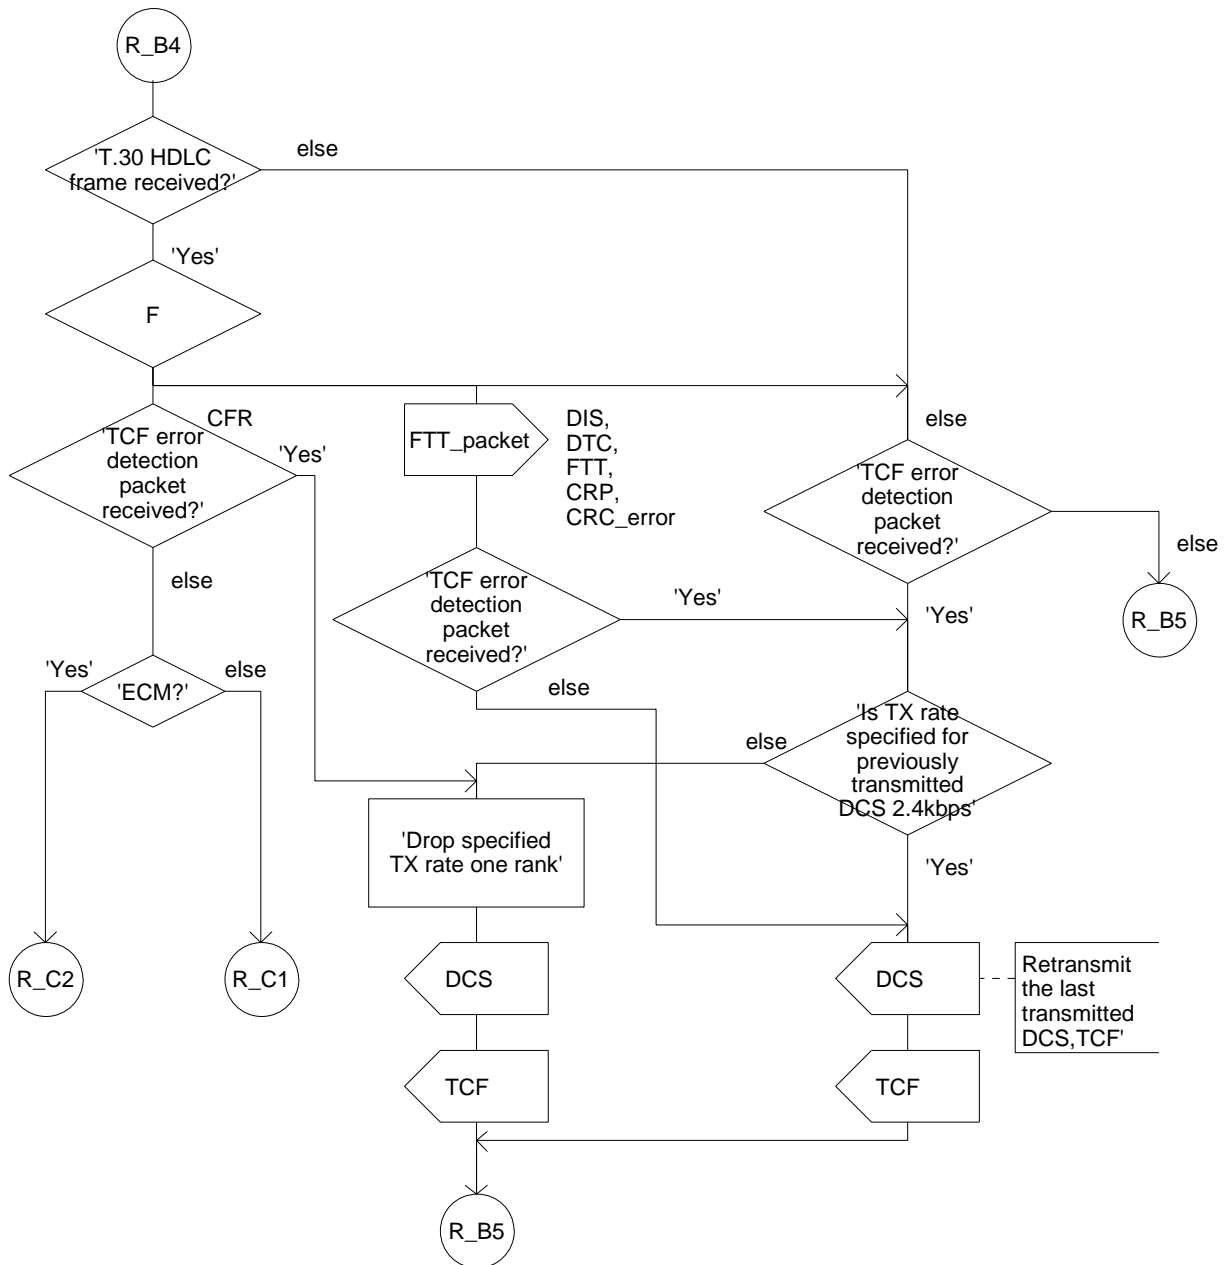 R_B4
'T.30 HDLC
frame received?'
else
'Yes'
F
CFR
'TCF error
detection
packet
received?'
'Yes'
else
FTT_packet
DIS,
DTC,
FTT,
CRP,
CRC_error
else
'TCF error
detection
packet
received?'
else
R_B5
'Yes'
'TCF error
detection
packet
received?'
'Yes'
else
'Yes'
'ECM?'
else
R_C2
R_C1
'Is TX rate
specified for
previously
transmitted
DCS 2.4kbps'
else
'Yes'
'Drop specified
TX rate one rank'
DCS
TCF
DCS
Retransmit
the last
transmitted
DCS,TCF'
TCF
R_B5